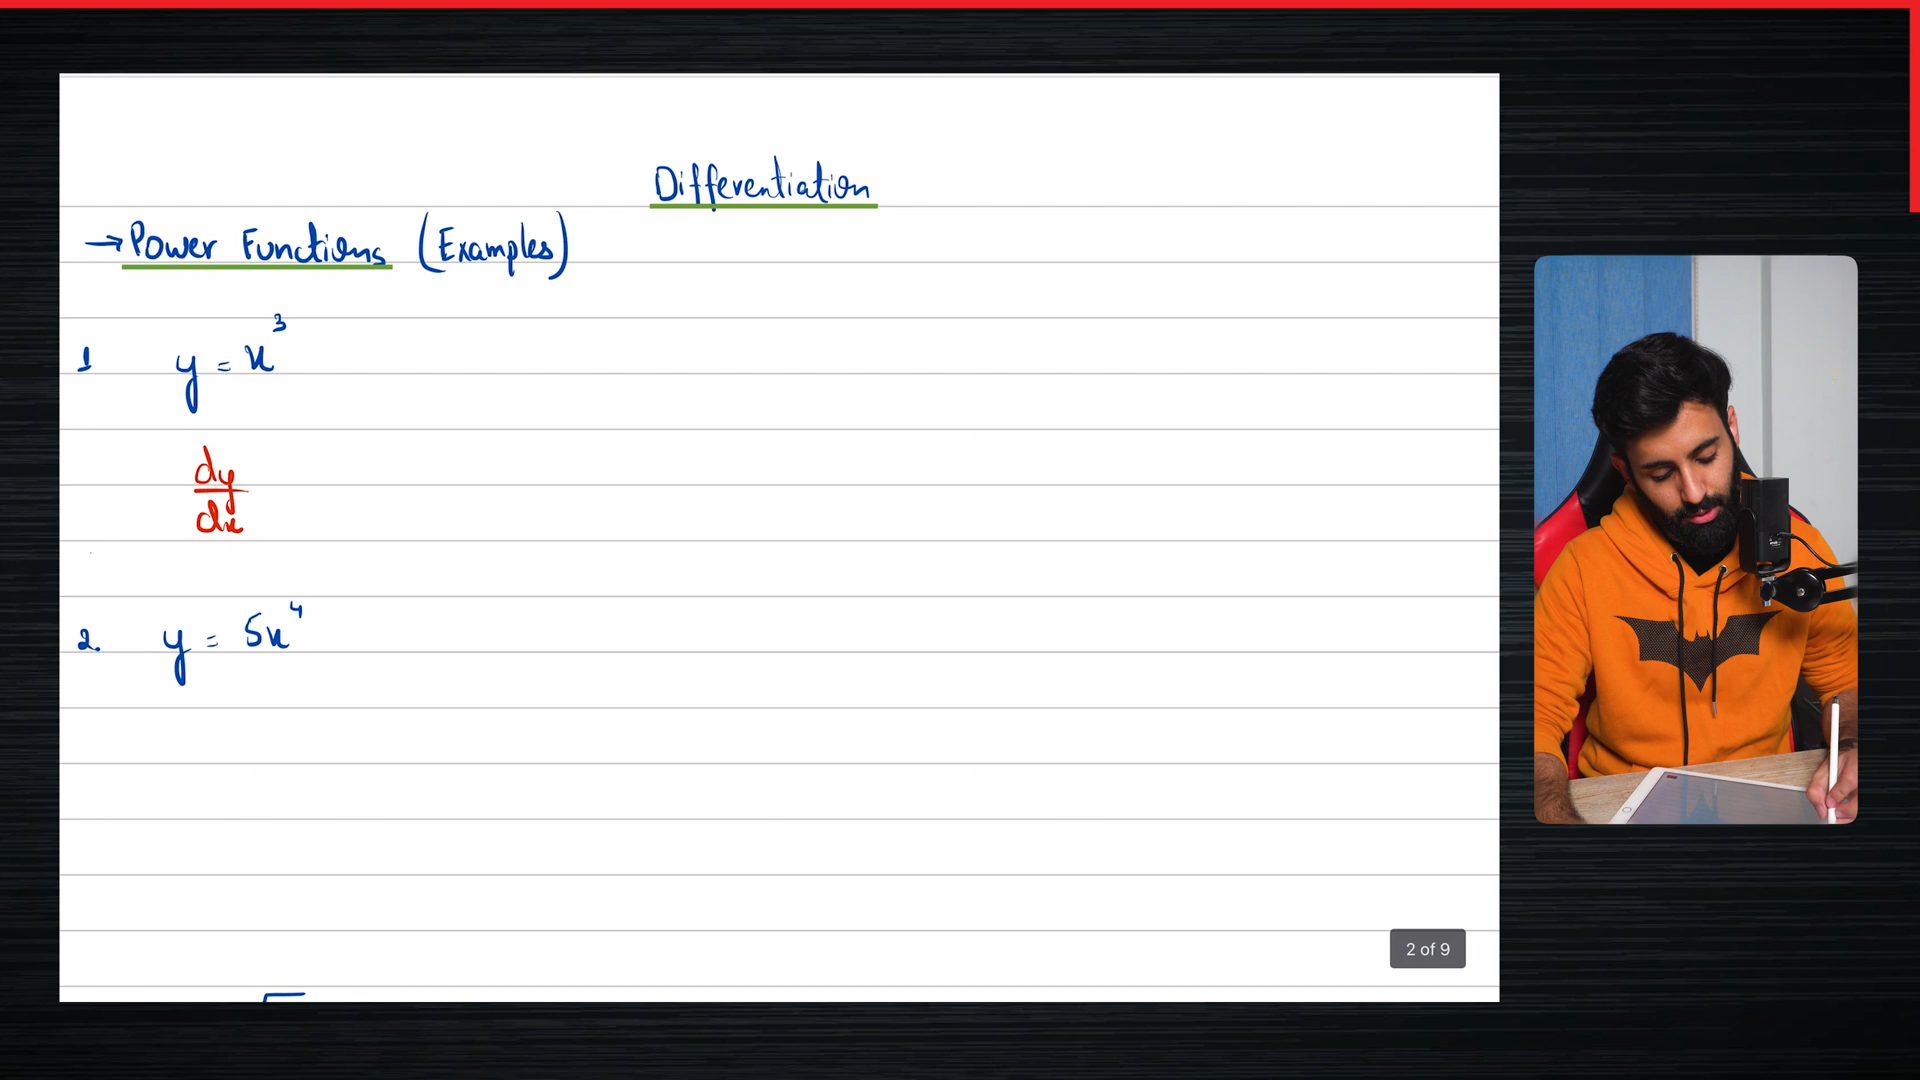 Differentiation
→Power Functions (Examples)
1 y = x³
dy/dx
2. y = 5x⁴
2 of 9